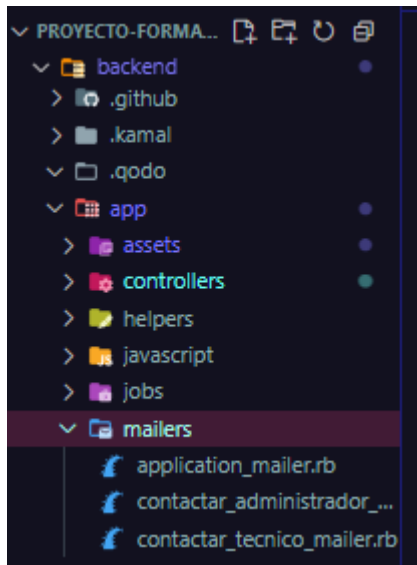 PROYECTO-FORMA...
backend
.github
.kamal
.qodo
app
assets
controllers
helpers
javascript
jobs
mailers
application_mailer.rb
contactar_administrador_...
contactar_tecnico_mailer.rb